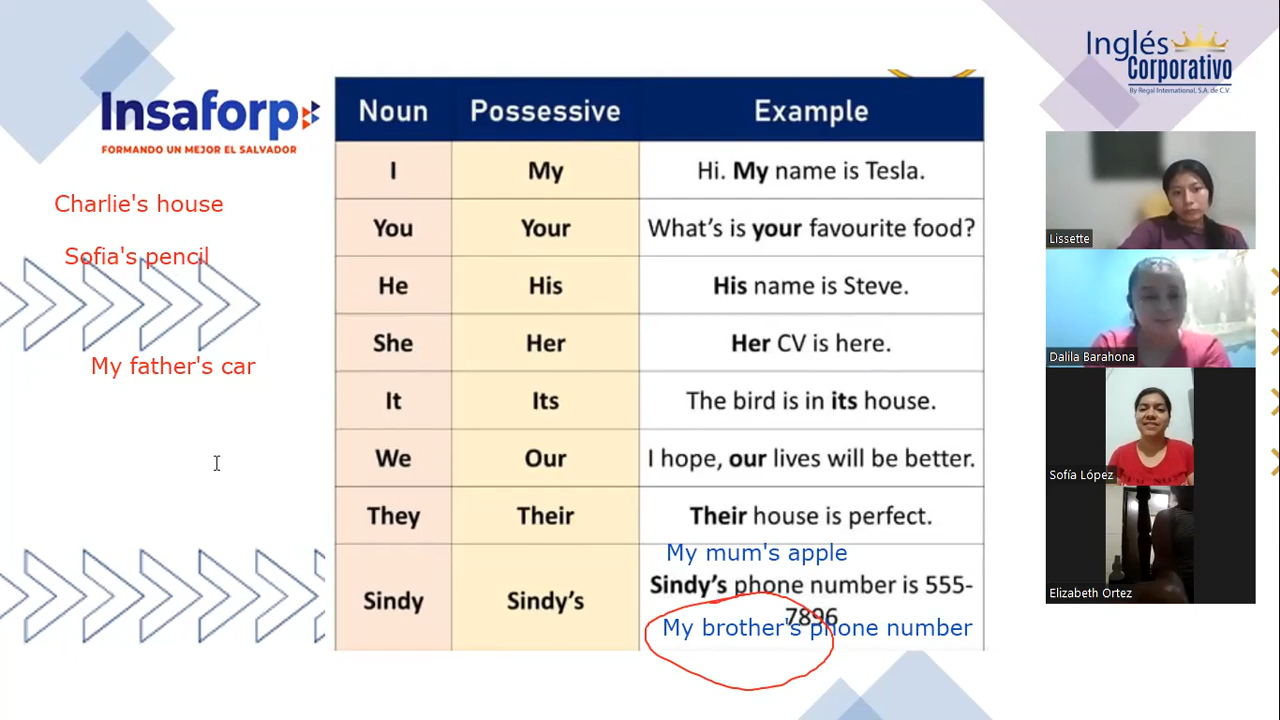 Insaforp
FORMANDO UN MEJOR EL SALVADOR
Inglés
Corporativo
By Regal International, S.A. de C.V.
Charlie's house
Sofia's pencil
My father's car
Noun Possessive Example
I My Hi. My name is Tesla.
You Your What's is your favourite food?
He His His name is Steve.
She Her Her CV is here.
It Its The bird is in its house.
We Our I hope, our lives will be better.
They Their Their house is perfect.
My mum's apple
Sindy Sindy's Sindy's phone number is 555-
7896
My brother's phone number
Lissette
Dalila Barahona
Sofía López
Elizabeth Ortez